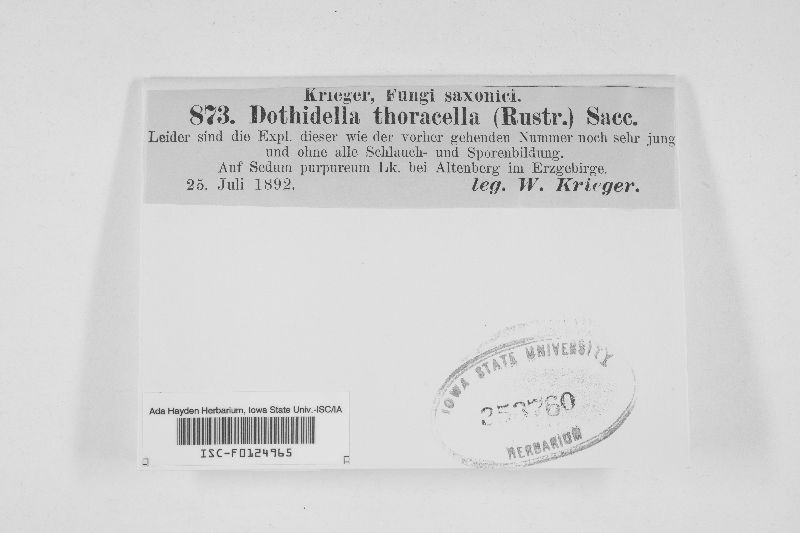 Krieger, Fungi saxonici.
873. Dothidella thoracella (Rustr.) Sacc.
Leider sind die Expl. dieser wie der vorher gehenden Nummer noch sehr jung
und ohne alle Schlauch- und Sporenbildung.
Auf Sedum purpureum Lk. bei Altenberg im Erzgebirge.
25. Juli 1892. leg. W. Krieger.
IOWA STATE UNIVERSITY
353760
HERBARIUM
Ada Hayden Herbarium, Iowa State Univ.-ISC/IA
ISC-F0124965